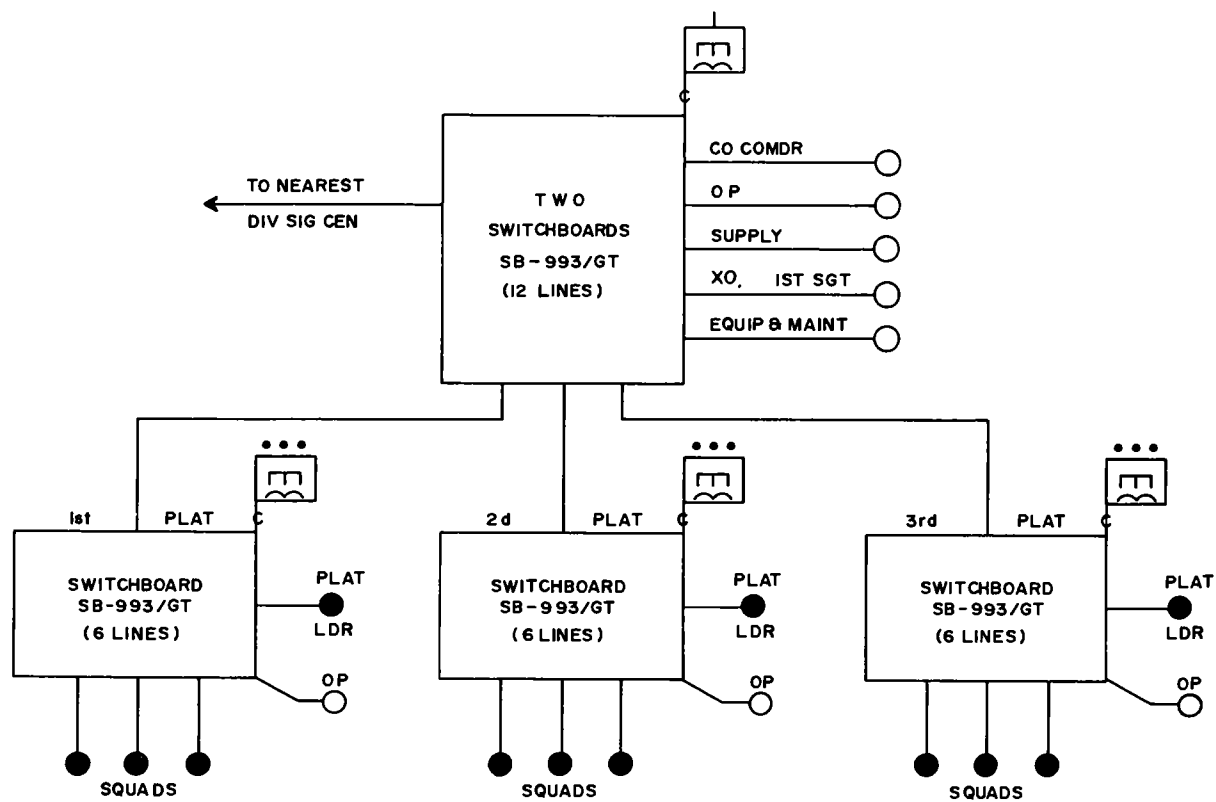 CO COMDR
TO NEAREST
DIV SIG CEN
TWO
SWITCHBOARDS
SB-993/GT
(12 LINES)
OP
SUPPLY
XO, 1ST SGT
EQUIP & MAINT
C
1st PLAT
C
SWITCHBOARD
SB-993/GT
(6 LINES)
PLAT
LDR
OP
SQUADS
2d PLAT
C
SWITCHBOARD
SB-993/GT
(6 LINES)
PLAT
LDR
OP
3rd PLAT
C
SWITCHBOARD
SB-993/GT
(6 LINES)
PLAT
LDR
OP
SQUADS